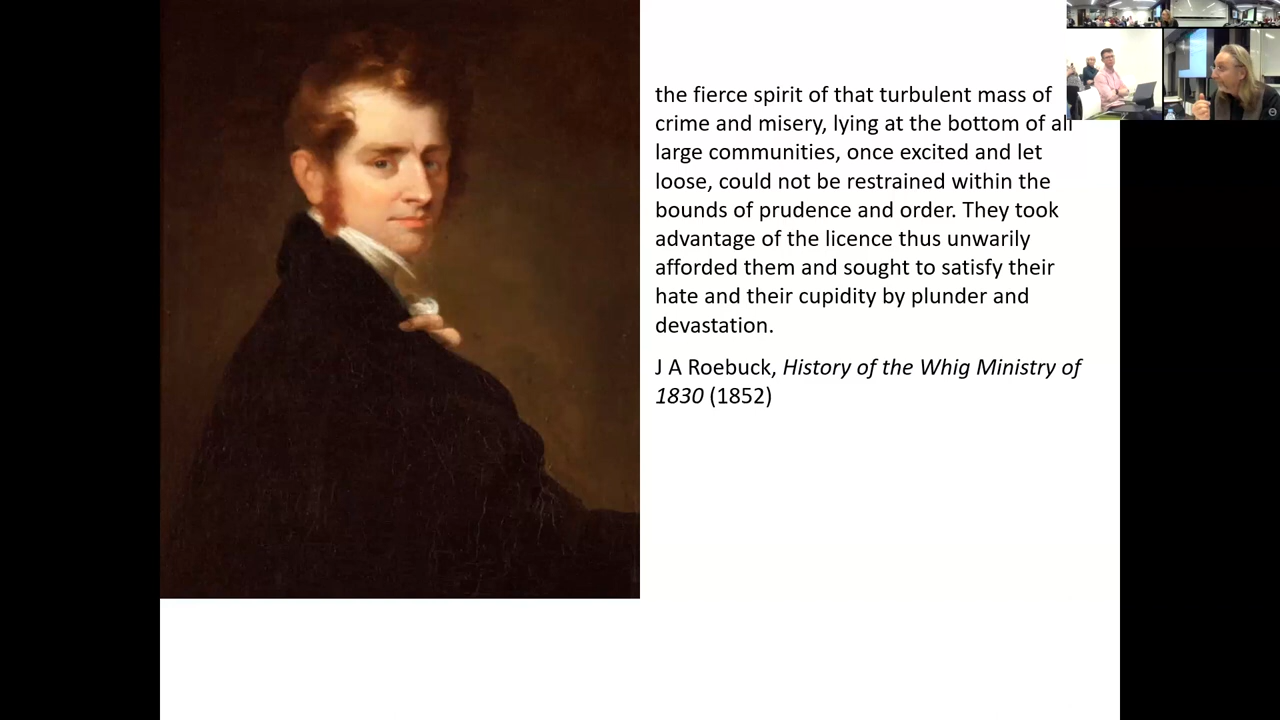 the fierce spirit of that turbulent mass of
crime and misery, lying at the bottom of all
large communities, once excited and let
loose, could not be restrained within the
bounds of prudence and order. They took
advantage of the licence thus unwarily
afforded them and sought to satisfy their
hate and their cupidity by plunder and
devastation.
J A Roebuck, History of the Whig Ministry of
1830 (1852)